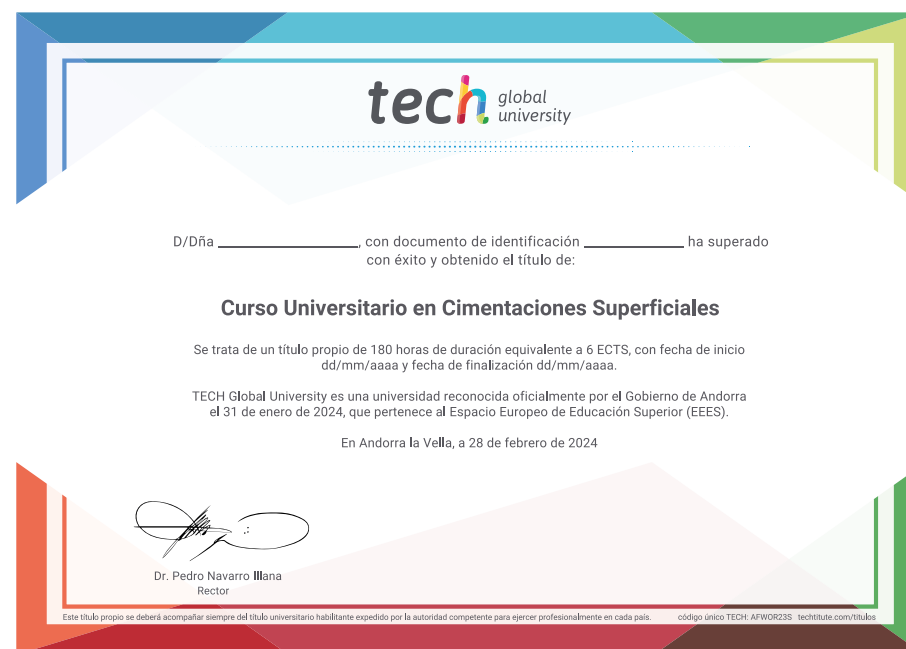 tech global university
D/Dña ____________, con documento de identificación ____________ ha superado
con éxito y obtenido el título de:
Curso Universitario en Cimentaciones Superficiales
Se trata de un título propio de 180 horas de duración equivalente a 6 ECTS, con fecha de inicio
dd/mm/aaaa y fecha de finalización dd/mm/aaaa.
TECH Global University es una universidad reconocida oficialmente por el Gobierno de Andorra
el 31 de enero de 2024, que pertenece al Espacio Europeo de Educación Superior (EEES).
En Andorra la Vella, a 28 de febrero de 2024
Dr. Pedro Navarro Illana
Rector
Este título propio se deberá acompañar siempre del título universitario habilitante expedido por la autoridad competente para ejercer profesionalmente en cada país. código único TECH: AFWOR23S techtitute.com/titulos